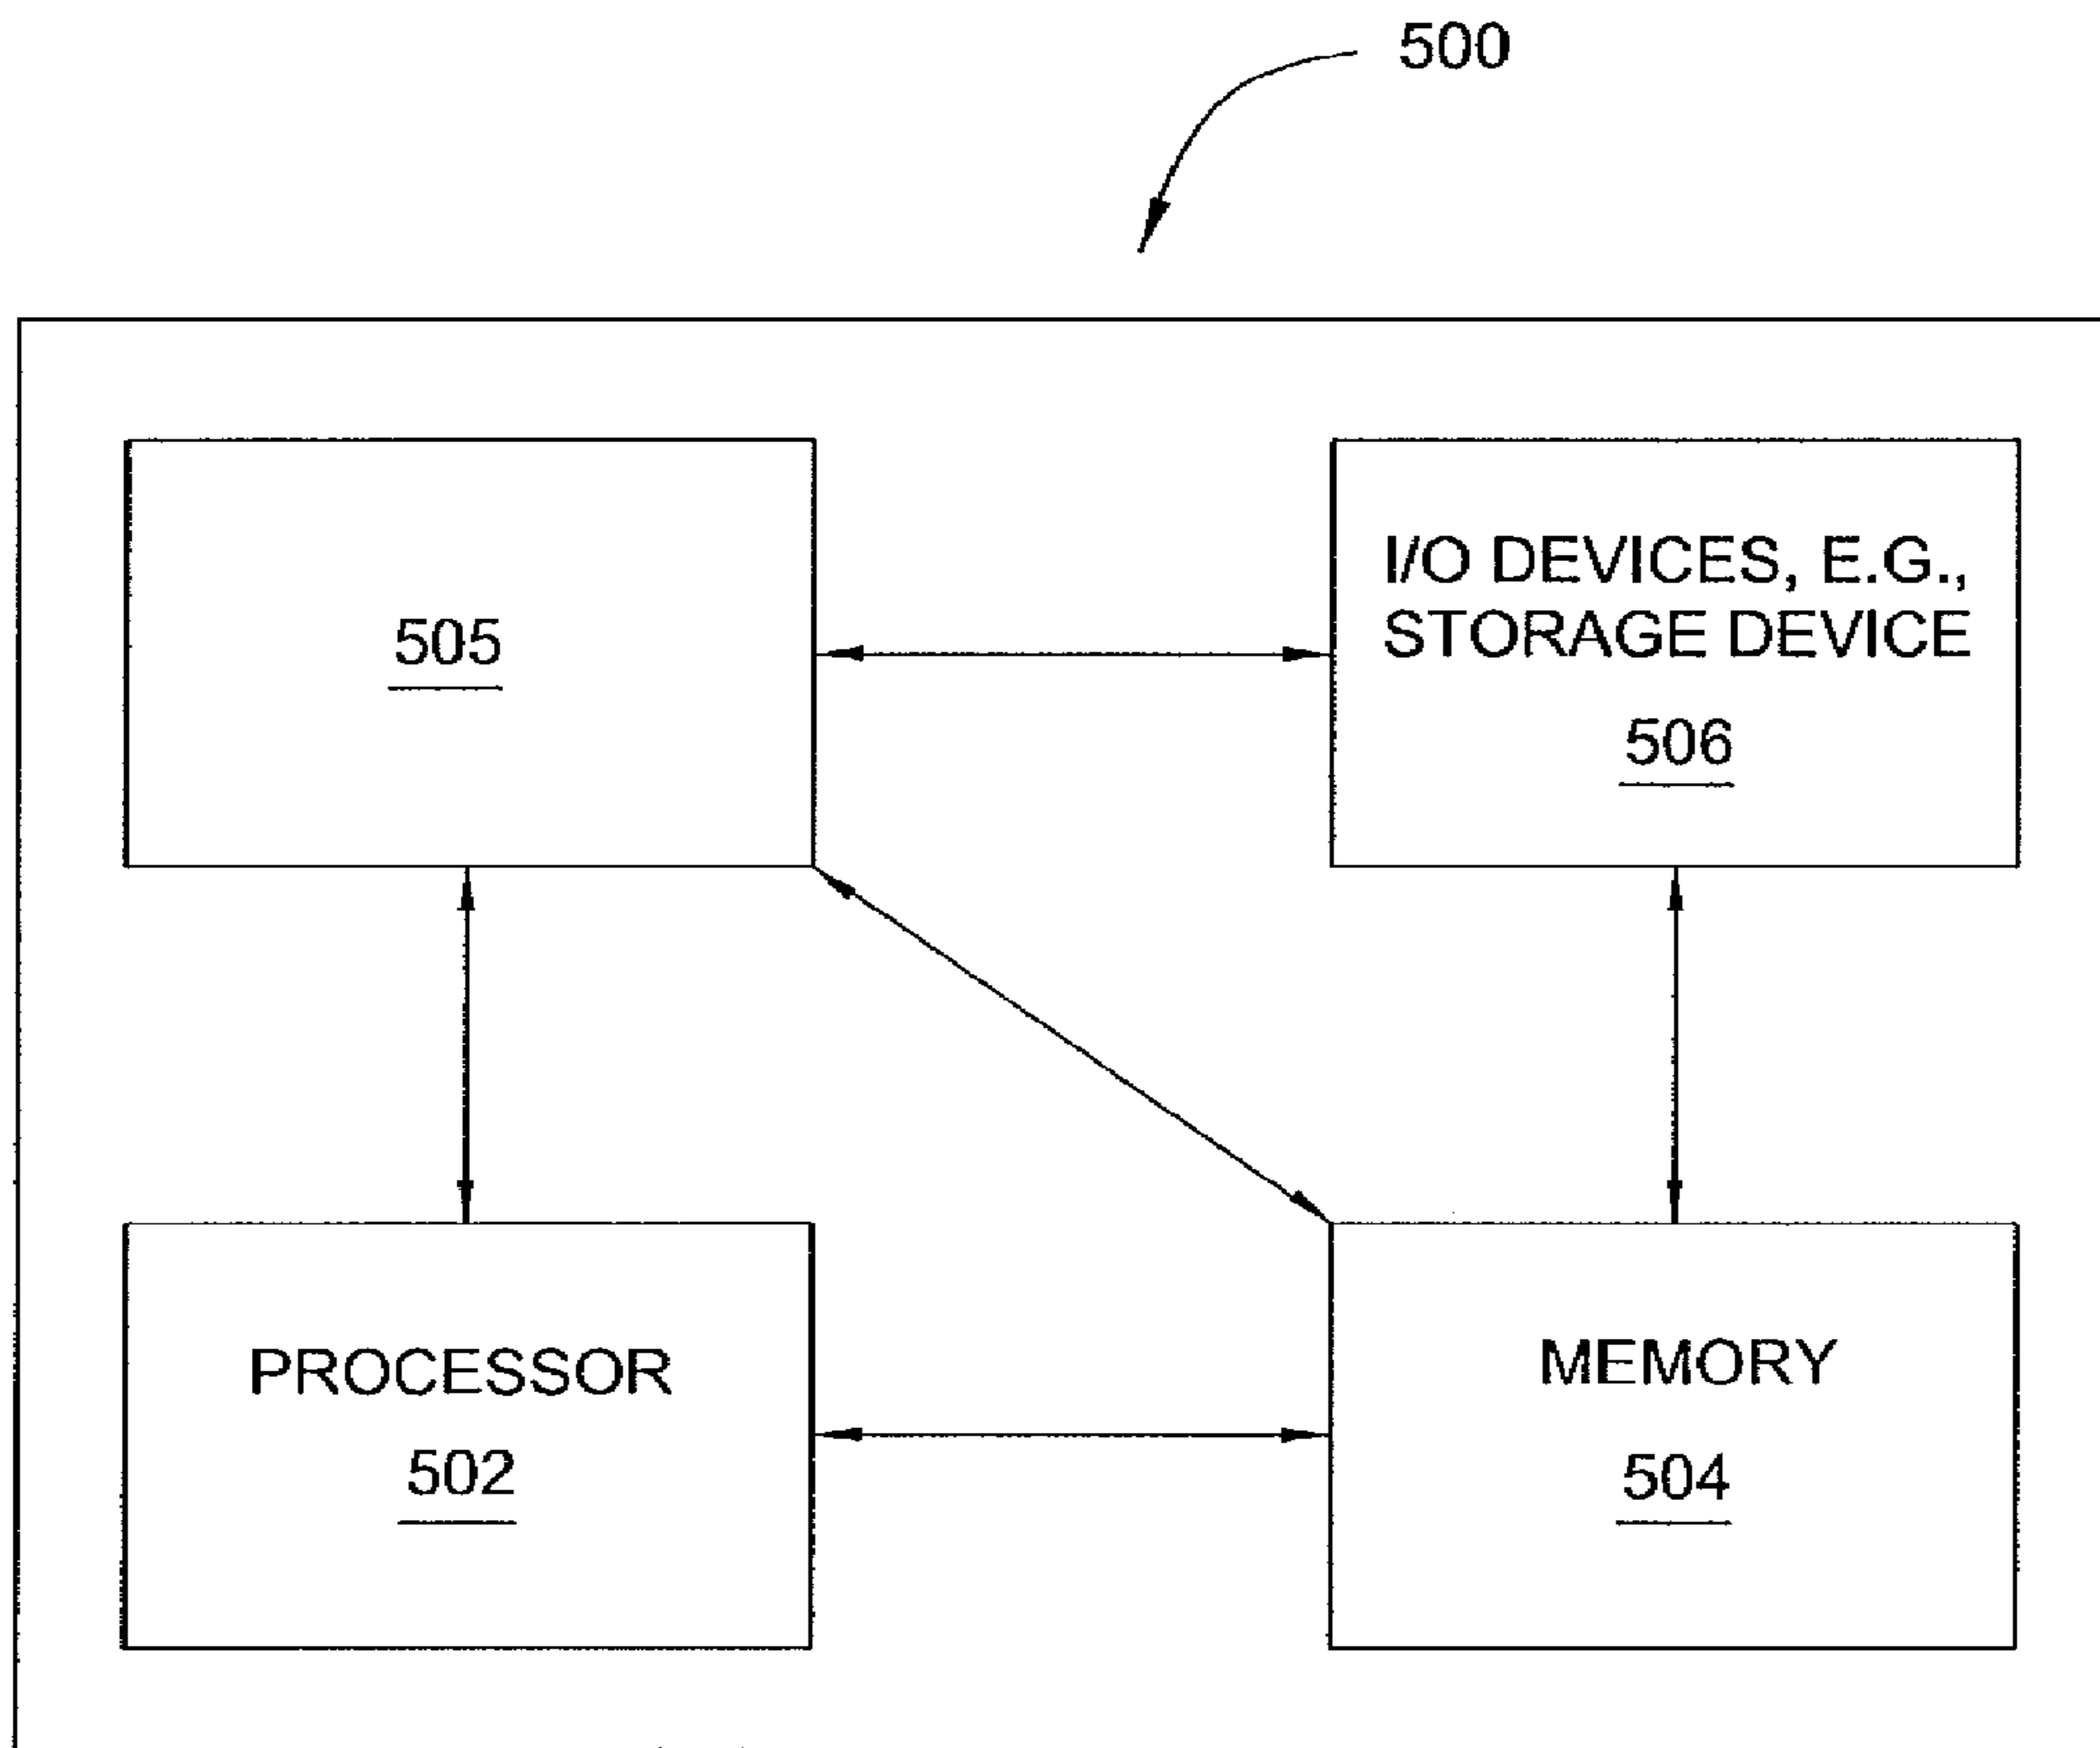 500
505
I/O DEVICES, E.G.,
STORAGE DEVICE
506
PROCESSOR
502
MEMORY
504